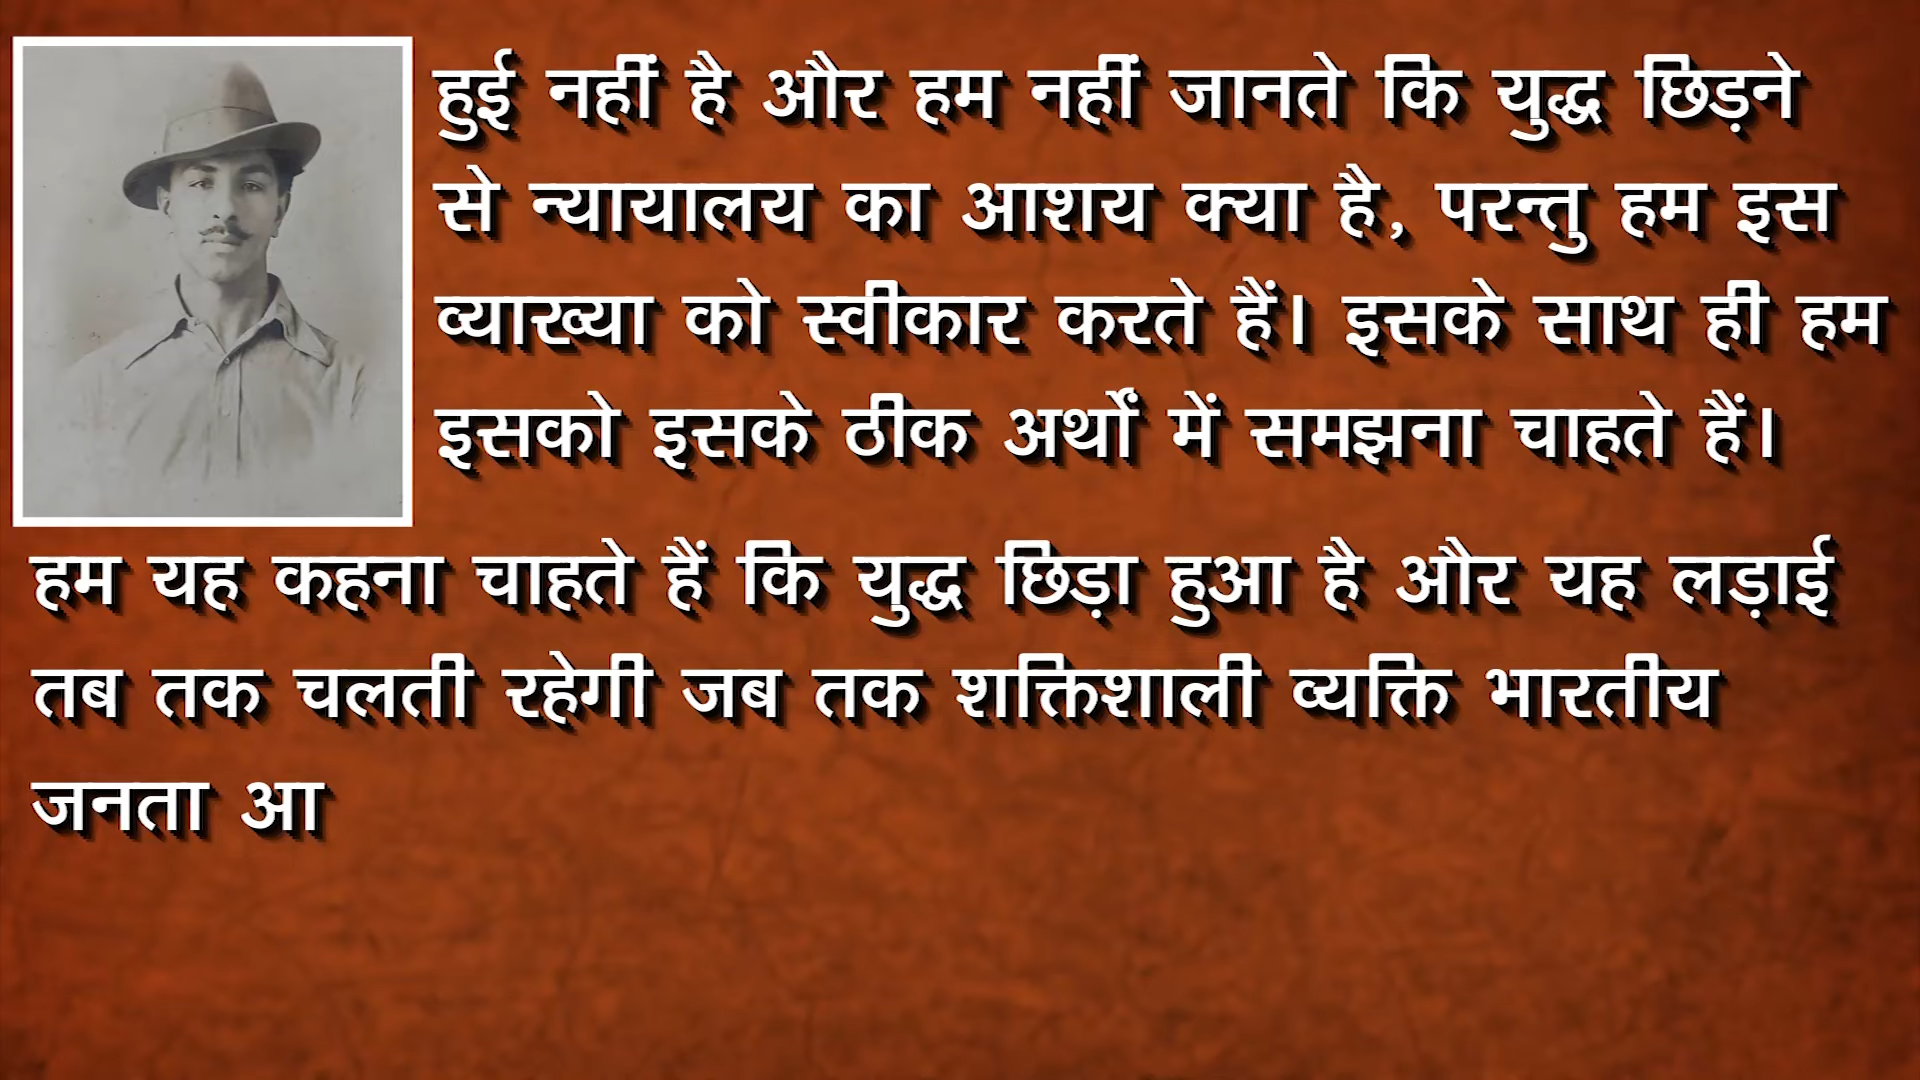 हुई नहीं है और हम नहीं जानते कि युद्ध छिड़ने
से न्यायालय का आशय क्या है, परन्तु हम इस
व्याख्या को स्वीकार करते हैं। इसके साथ ही हम
इसको इसके ठीक अर्थों में समझना चाहते हैं।
हम यह कहना चाहते हैं कि युद्ध छिड़ा हुआ है और यह लड़ाई
तब तक चलती रहेगी जब तक शक्तिशाली व्यक्ति भारतीय
जनता आ